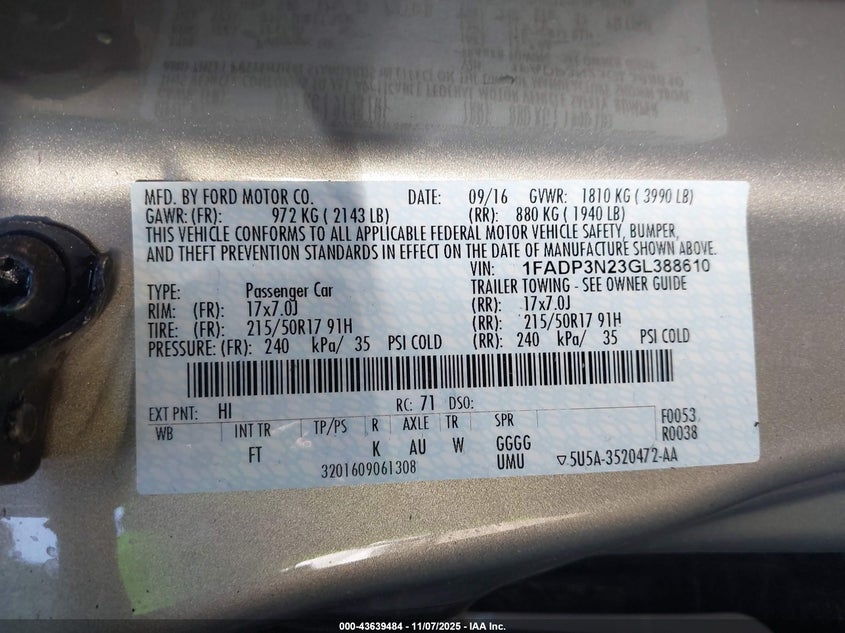 MFD. BY FORD MOTOR CO. DATE: 09/16 GVWR: 1810 KG ( 3990 LB)
GAWR: (FR): 972 KG ( 2143 LB) (RR): 880 KG ( 1940 LB)
THIS VEHICLE CONFORMS TO ALL APPLICABLE FEDERAL MOTOR VEHICLE SAFETY, BUMPER,
AND THEFT PREVENTION STANDARDS IN EFFECT ON THE DATE OF MANUFACTURE SHOWN ABOVE.
VIN: 1FADP3N23GL388610
TYPE: Passenger Car TRAILER TOWING - SEE OWNER GUIDE
RIM: (FR): 17x7.0J (RR): 17x7.0J
TIRE: (FR): 215/50R17 91H (RR): 215/50R17 91H
PRESSURE: (FR): 240 kPa/ 35 PSI COLD (RR): 240 kPa/ 35 PSI COLD
EXT PNT: HI RC: 71 DSO: F0053
WB INT TR TP/PS R AXLE TR SPR R0038
FT K AU W GGGG
3201609061308 UMU ▽5U5A-3520472-AA
000-43639484 - 11/07/2025 - IAA Inc.